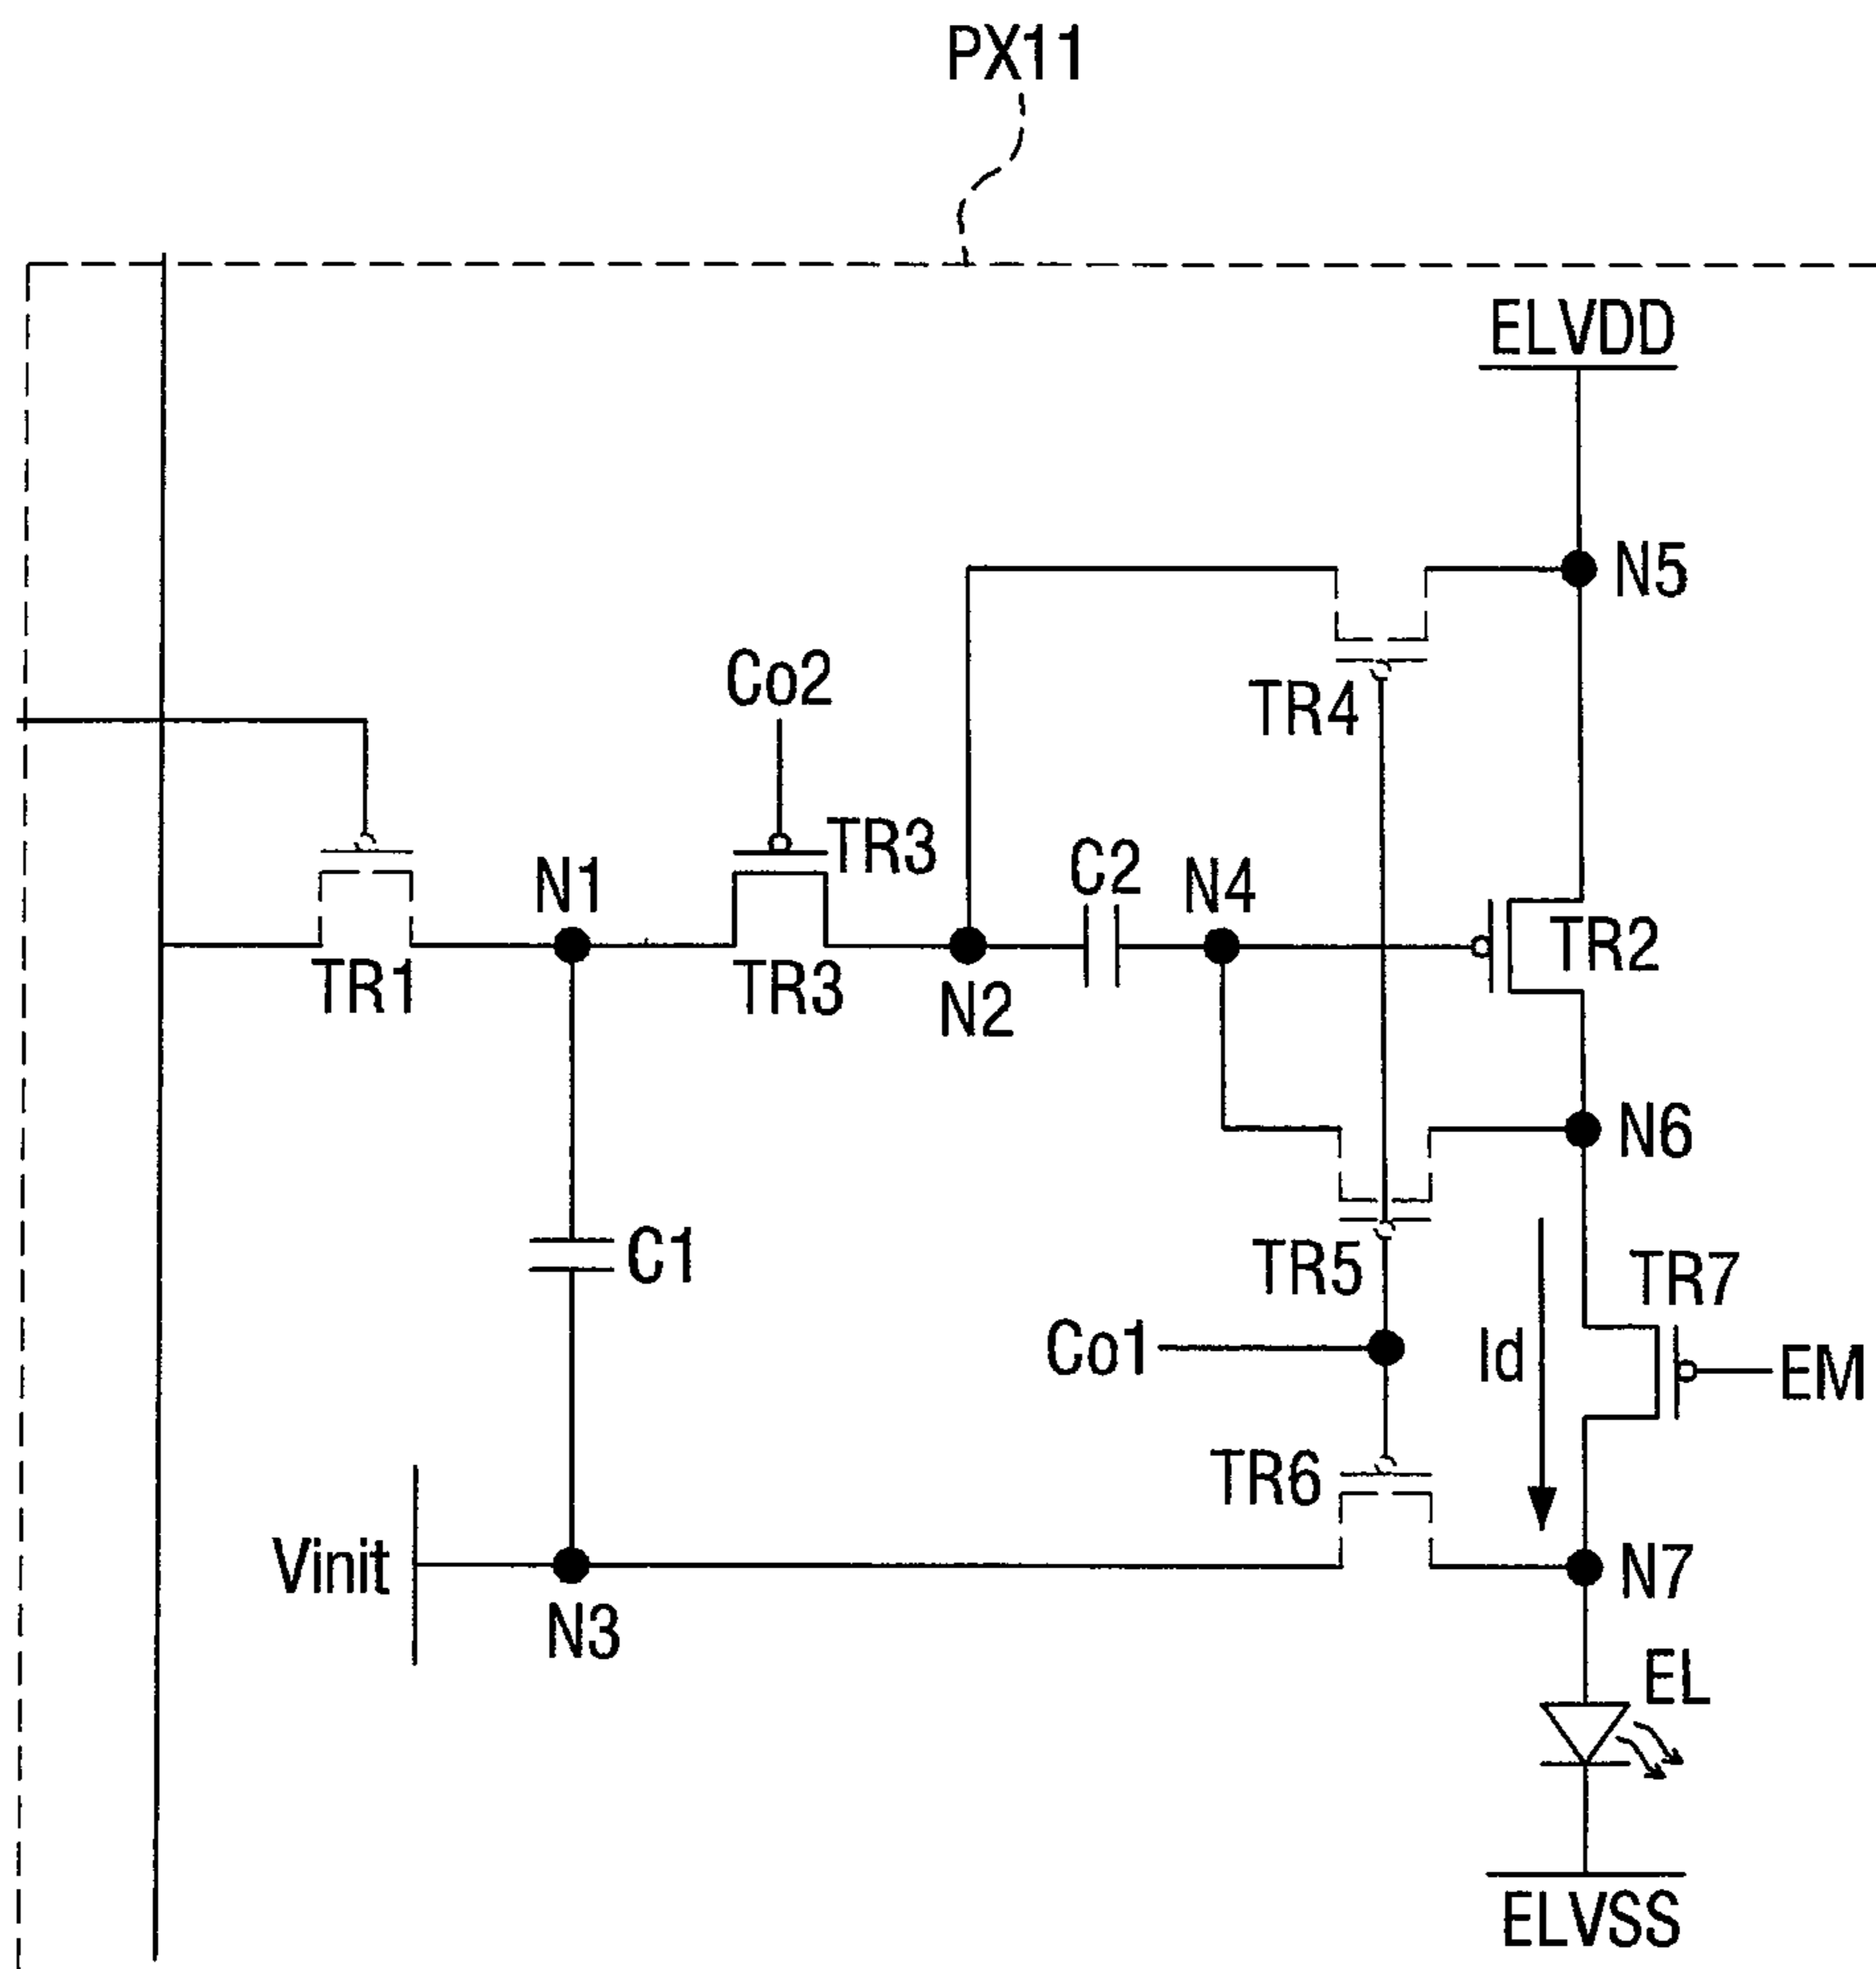 PX11
ELVDD
N5
Co2
TR4
TR3
N1
C2
N4
TR2
TR1
TR3
N2
N6
C1
TR5
TR7
Co1
Id
EM
TR6
Vinit
N3
N7
EL
ELVSS